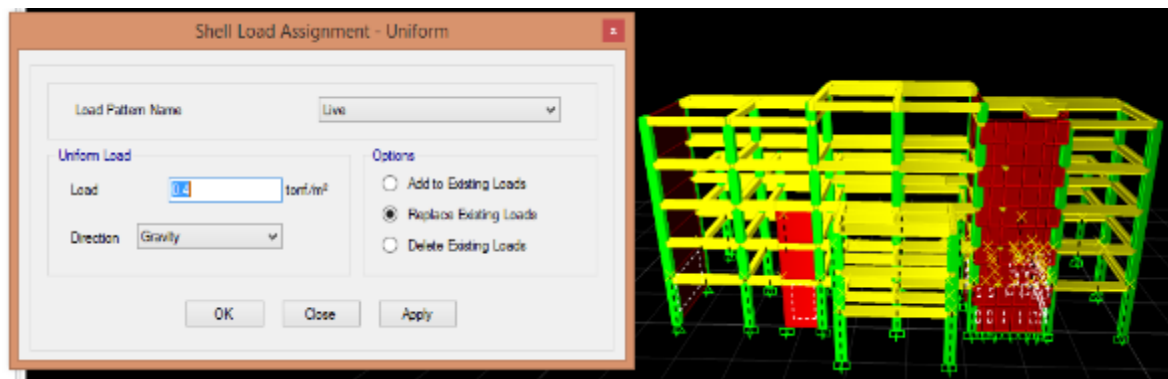 Shell Load Assignment - Uniform
x
Load Pattern Name
Live
Uniform Load
Load
0.4
tonf/m²
Direction
Gravity
Options
Add to Existing Loads
Replace Existing Loads
Delete Existing Loads
OK
Close
Apply